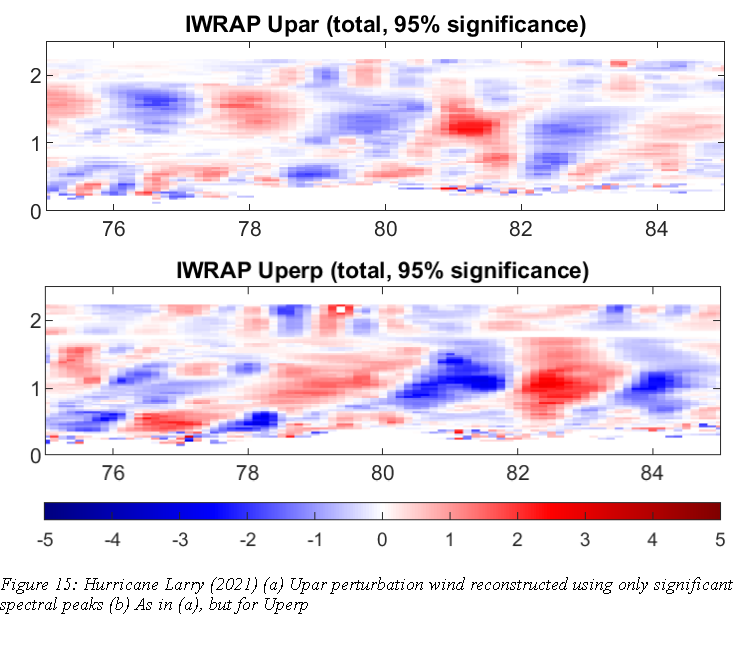 IWRAP Upar (total, 95% significance)
2
1
0
76 78 80 82 84
IWRAP Uperp (total, 95% significance)
2
1
0
76 78 80 82 84
-5 -4 -3 -2 -1 0 1 2 3 4 5
Figure 15: Hurricane Larry (2021) (a) Upar perturbation wind reconstructed using only significant
spectral peaks (b) As in (a), but for Uperp